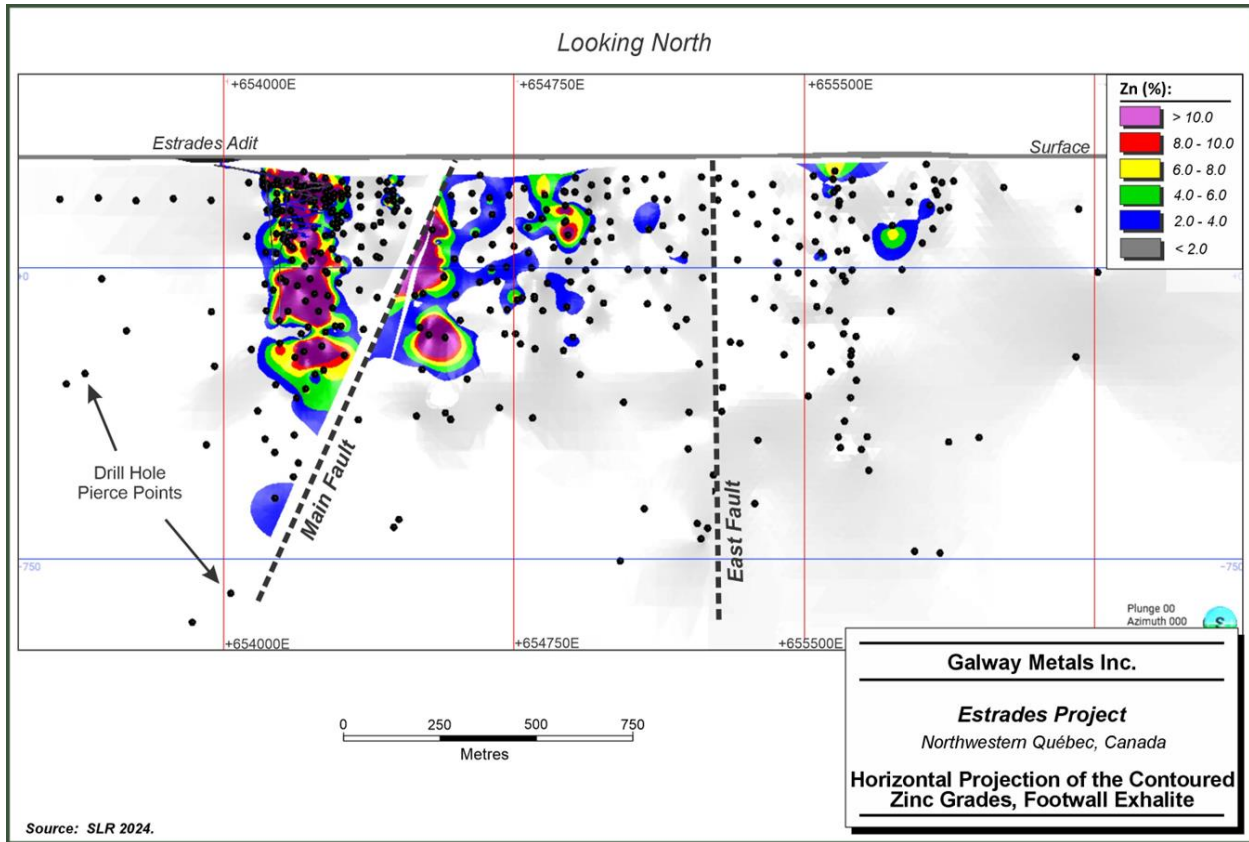 Looking North
+654000E
+654750E
+655500E
Zn (%):
> 10.0
8.0 - 10.0
6.0 - 8.0
4.0 - 6.0
2.0 - 4.0
< 2.0
Estrades Adit
Surface
+0
Drill Hole
Pierce Points
Main Fault
East Fault
-750
-750
Plunge 00
Azimuth 000
S
+654000E
+654750E
+655500E
0
250
500
750
Metres
Galway Metals Inc.
Estrades Project
Northwestern Québec, Canada
Horizontal Projection of the Contoured
Zinc Grades, Footwall Exhalite
Source: SLR 2024.